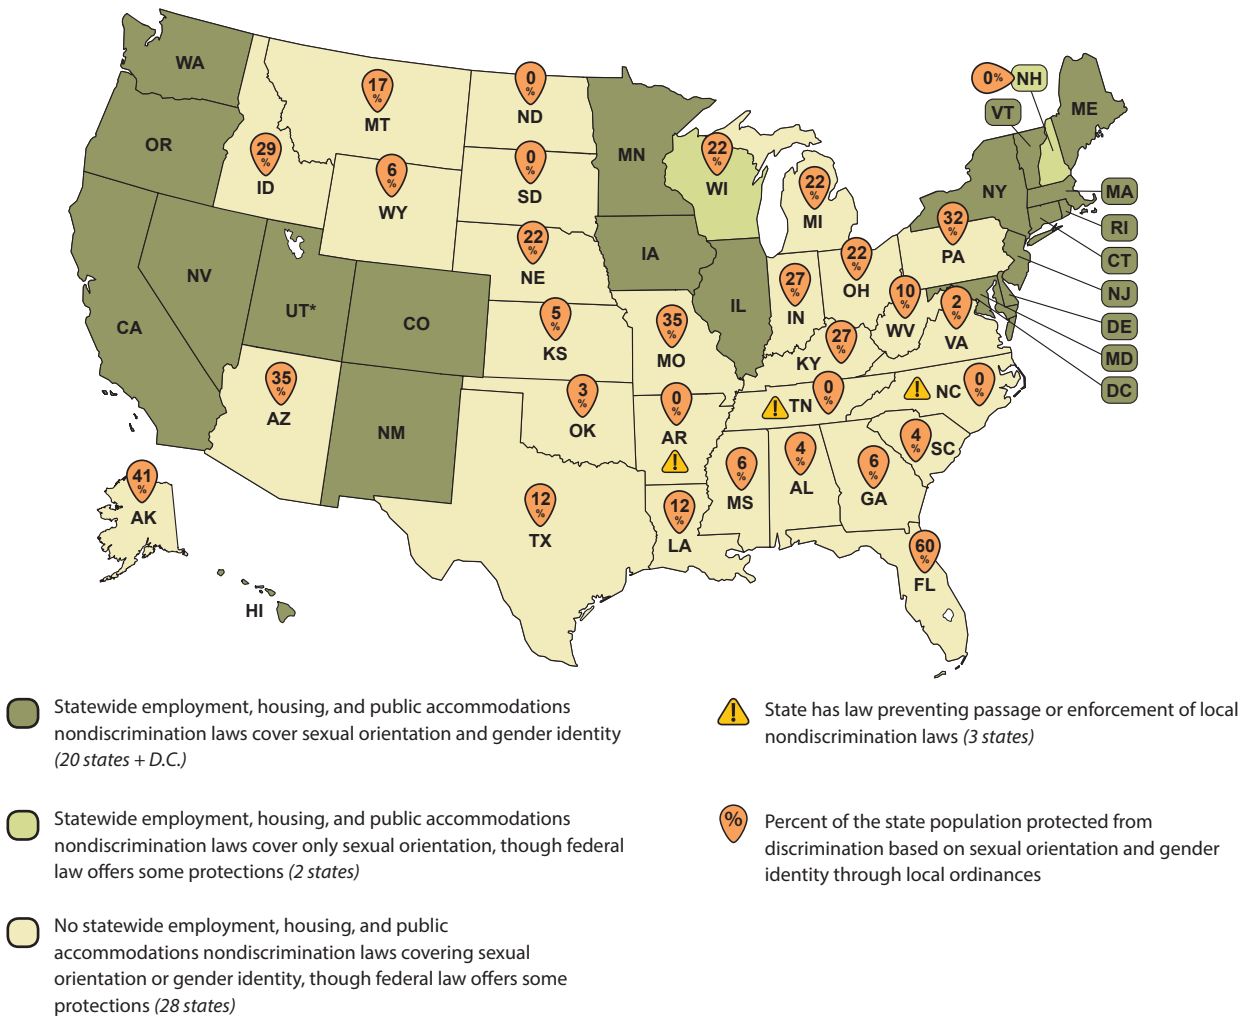 WA
17
%
MT
0
%
ND
0%
NH
VT
ME
OR
29
%
ID
6
%
WY
0
%
SD
MN
22
%
WI
22
%
MI
NY
MA
RI
CT
NJ
DE
MD
DC
32
%
PA
NV
UT*
CO
22
%
NE
IA
IL
27
%
IN
22
%
OH
10
%
WV
2
%
VA
CA
5
%
KS
35
%
MO
KY
27
%
35
%
AZ
NM
3
%
OK
0
%
AR
TN
0
%
NC
0
%
4
%
SC
41
%
AK
12
%
TX
12
%
LA
6
%
MS
4
%
AL
6
%
GA
60
%
FL
HI
Statewide employment, housing, and public accommodations
nondiscrimination laws cover sexual orientation and gender identity
(20 states + D.C.)
Statewide employment, housing, and public accommodations
nondiscrimination laws cover only sexual orientation, though federal
law offers some protections (2 states)
No statewide employment, housing, and public
accommodations nondiscrimination laws covering sexual
orientation or gender identity, though federal law offers some
protections (28 states)
State has law preventing passage or enforcement of local
nondiscrimination laws (3 states)
%
Percent of the state population protected from
discrimination based on sexual orientation and gender
identity through local ordinances